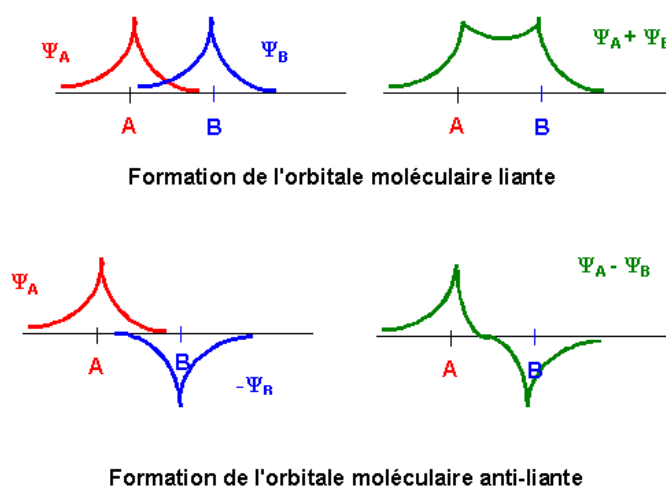 ΨA ΨB ΨA + ΨB
A B A B
Formation de l'orbitale moléculaire liante
ΨA ΨA - ΨB
A B A B
-ΨB
Formation de l'orbitale moléculaire anti-liante